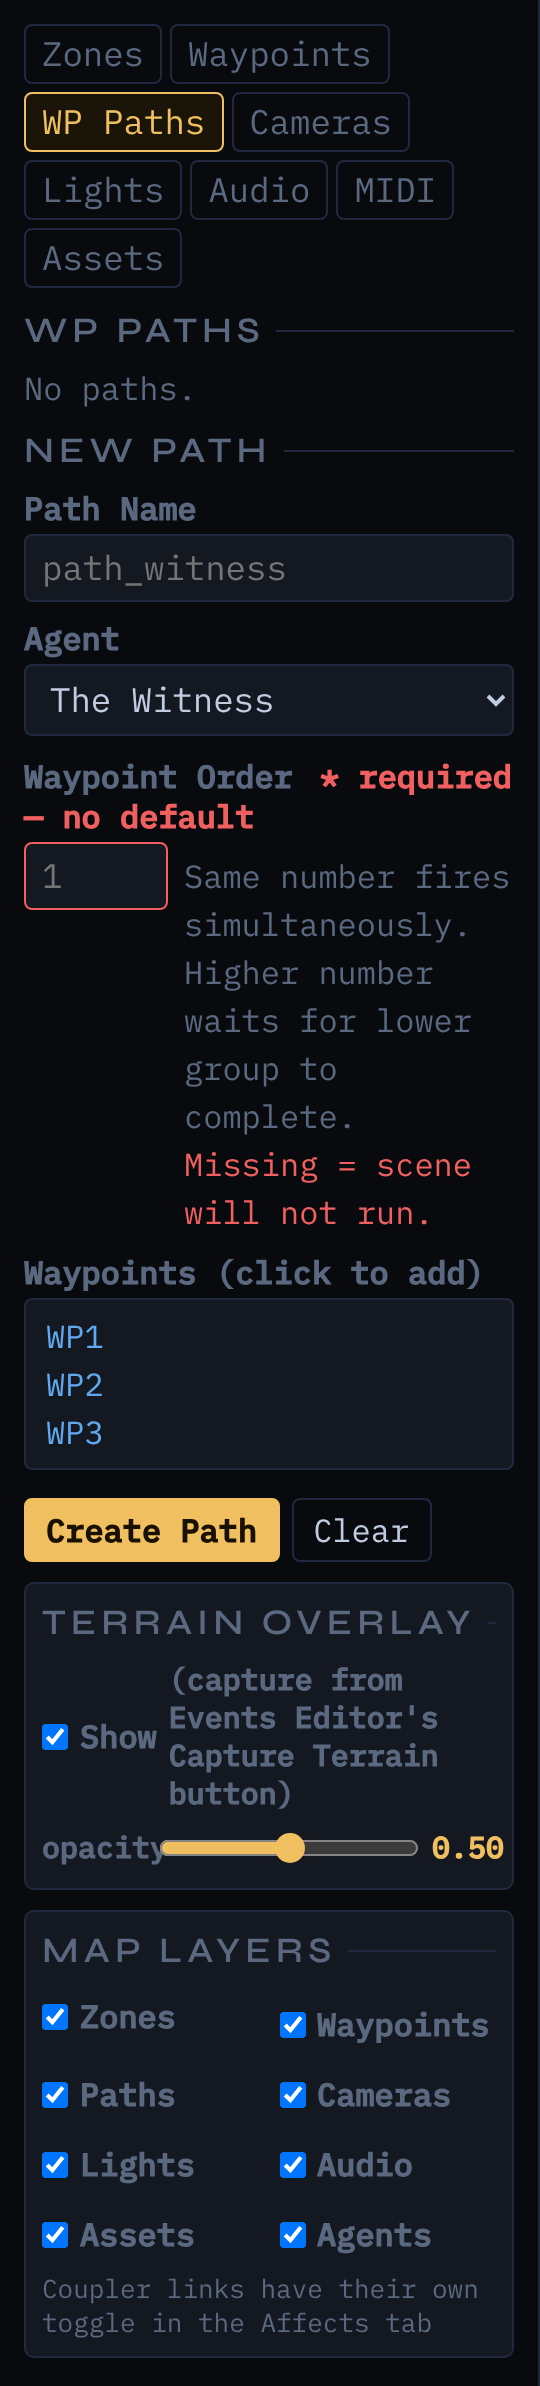 Zones Waypoints
WP Paths Cameras
Lights Audio MIDI
Assets
WP PATHS
No paths.
NEW PATH
Path Name
path_witness
Agent
The Witness
Waypoint Order * required
— no default
1
Same number fires
simultaneously.
Higher number
waits for lower
group to
complete.
Missing = scene
will not run.
Waypoints (click to add)
WP1
WP2
WP3
Create Path Clear
TERRAIN OVERLAY
Show
(capture from
Events Editor's
Capture Terrain
button)
opacity 0.50
MAP LAYERS
Zones Waypoints
Paths Cameras
Lights Audio
Assets Agents
Coupler links have their own
toggle in the Affects tab